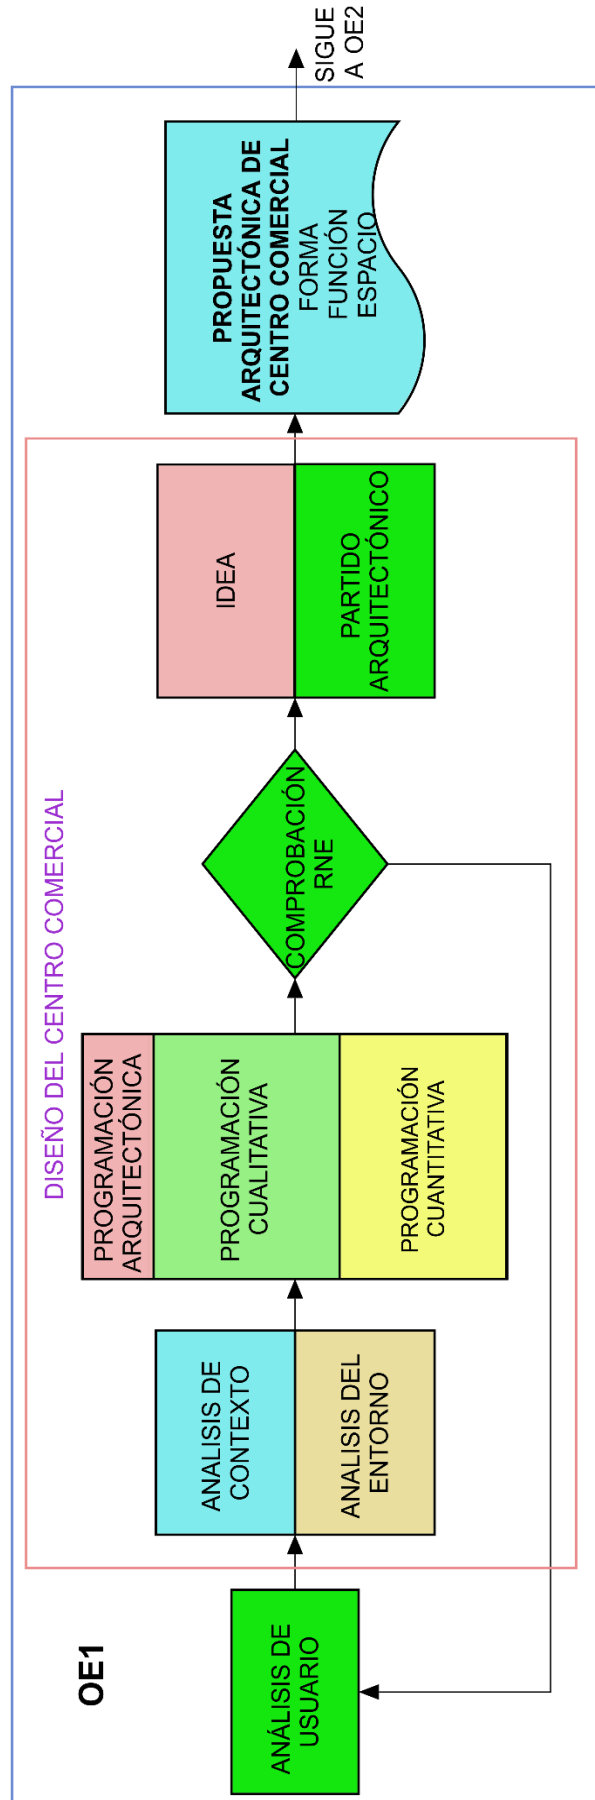 OE1
DISEÑO DEL CENTRO COMERCIAL
ANÁLISIS DE
USUARIO
ANALISIS DE
CONTEXTO
ANALISIS DEL
ENTORNO
PROGRAMACIÓN
ARQUITECTÓNICA
PROGRAMACIÓN
CUALITATIVA
PROGRAMACIÓN
CUANTITATIVA
COMPROBACIÓN
RNE
IDEA
PARTIDO
ARQUITECTÓNICO
PROPUESTA
ARQUITECTÓNICA DE
CENTRO COMERCIAL
FORMA
FUNCIÓN
ESPACIO
SIGUE
A OE2